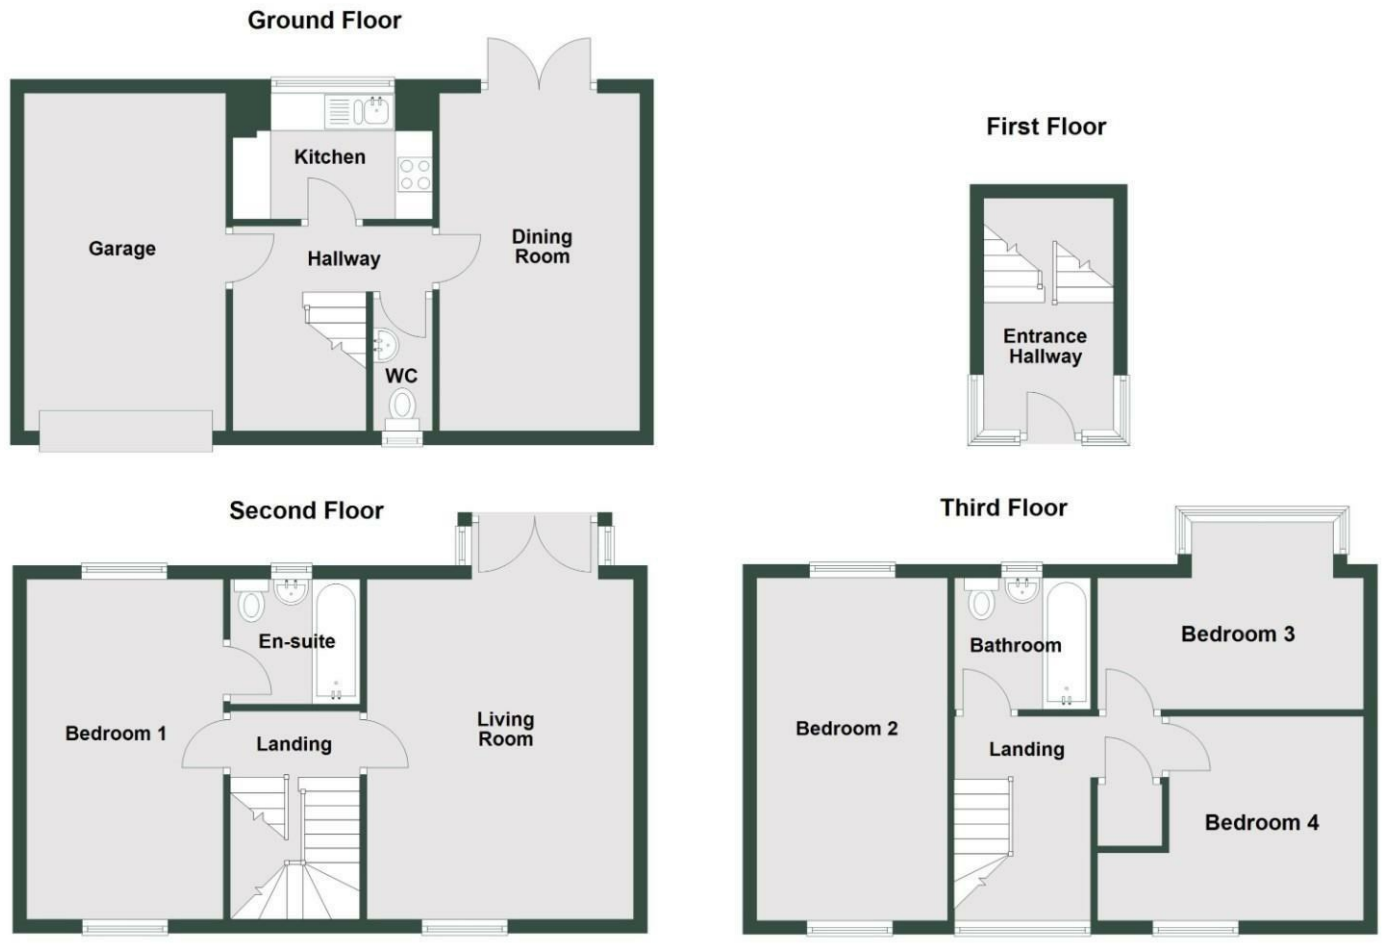 Ground Floor
Kitchen
Garage
Hallway
Dining
Room
WC
First Floor
Entrance
Hallway
Second Floor
En-suite
Bedroom 1
Landing
Living
Room
Third Floor
Bathroom
Bedroom 3
Bedroom 2
Landing
Bedroom 4